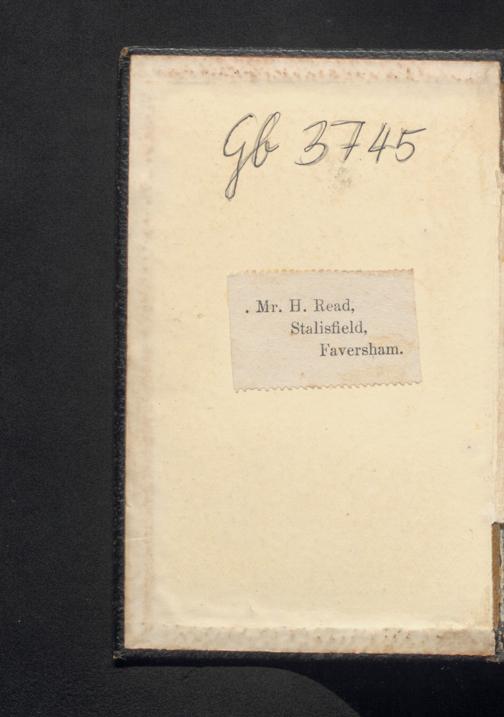 Gb 3745
. Mr. H. Read,
Stalisfield,
Faversham.